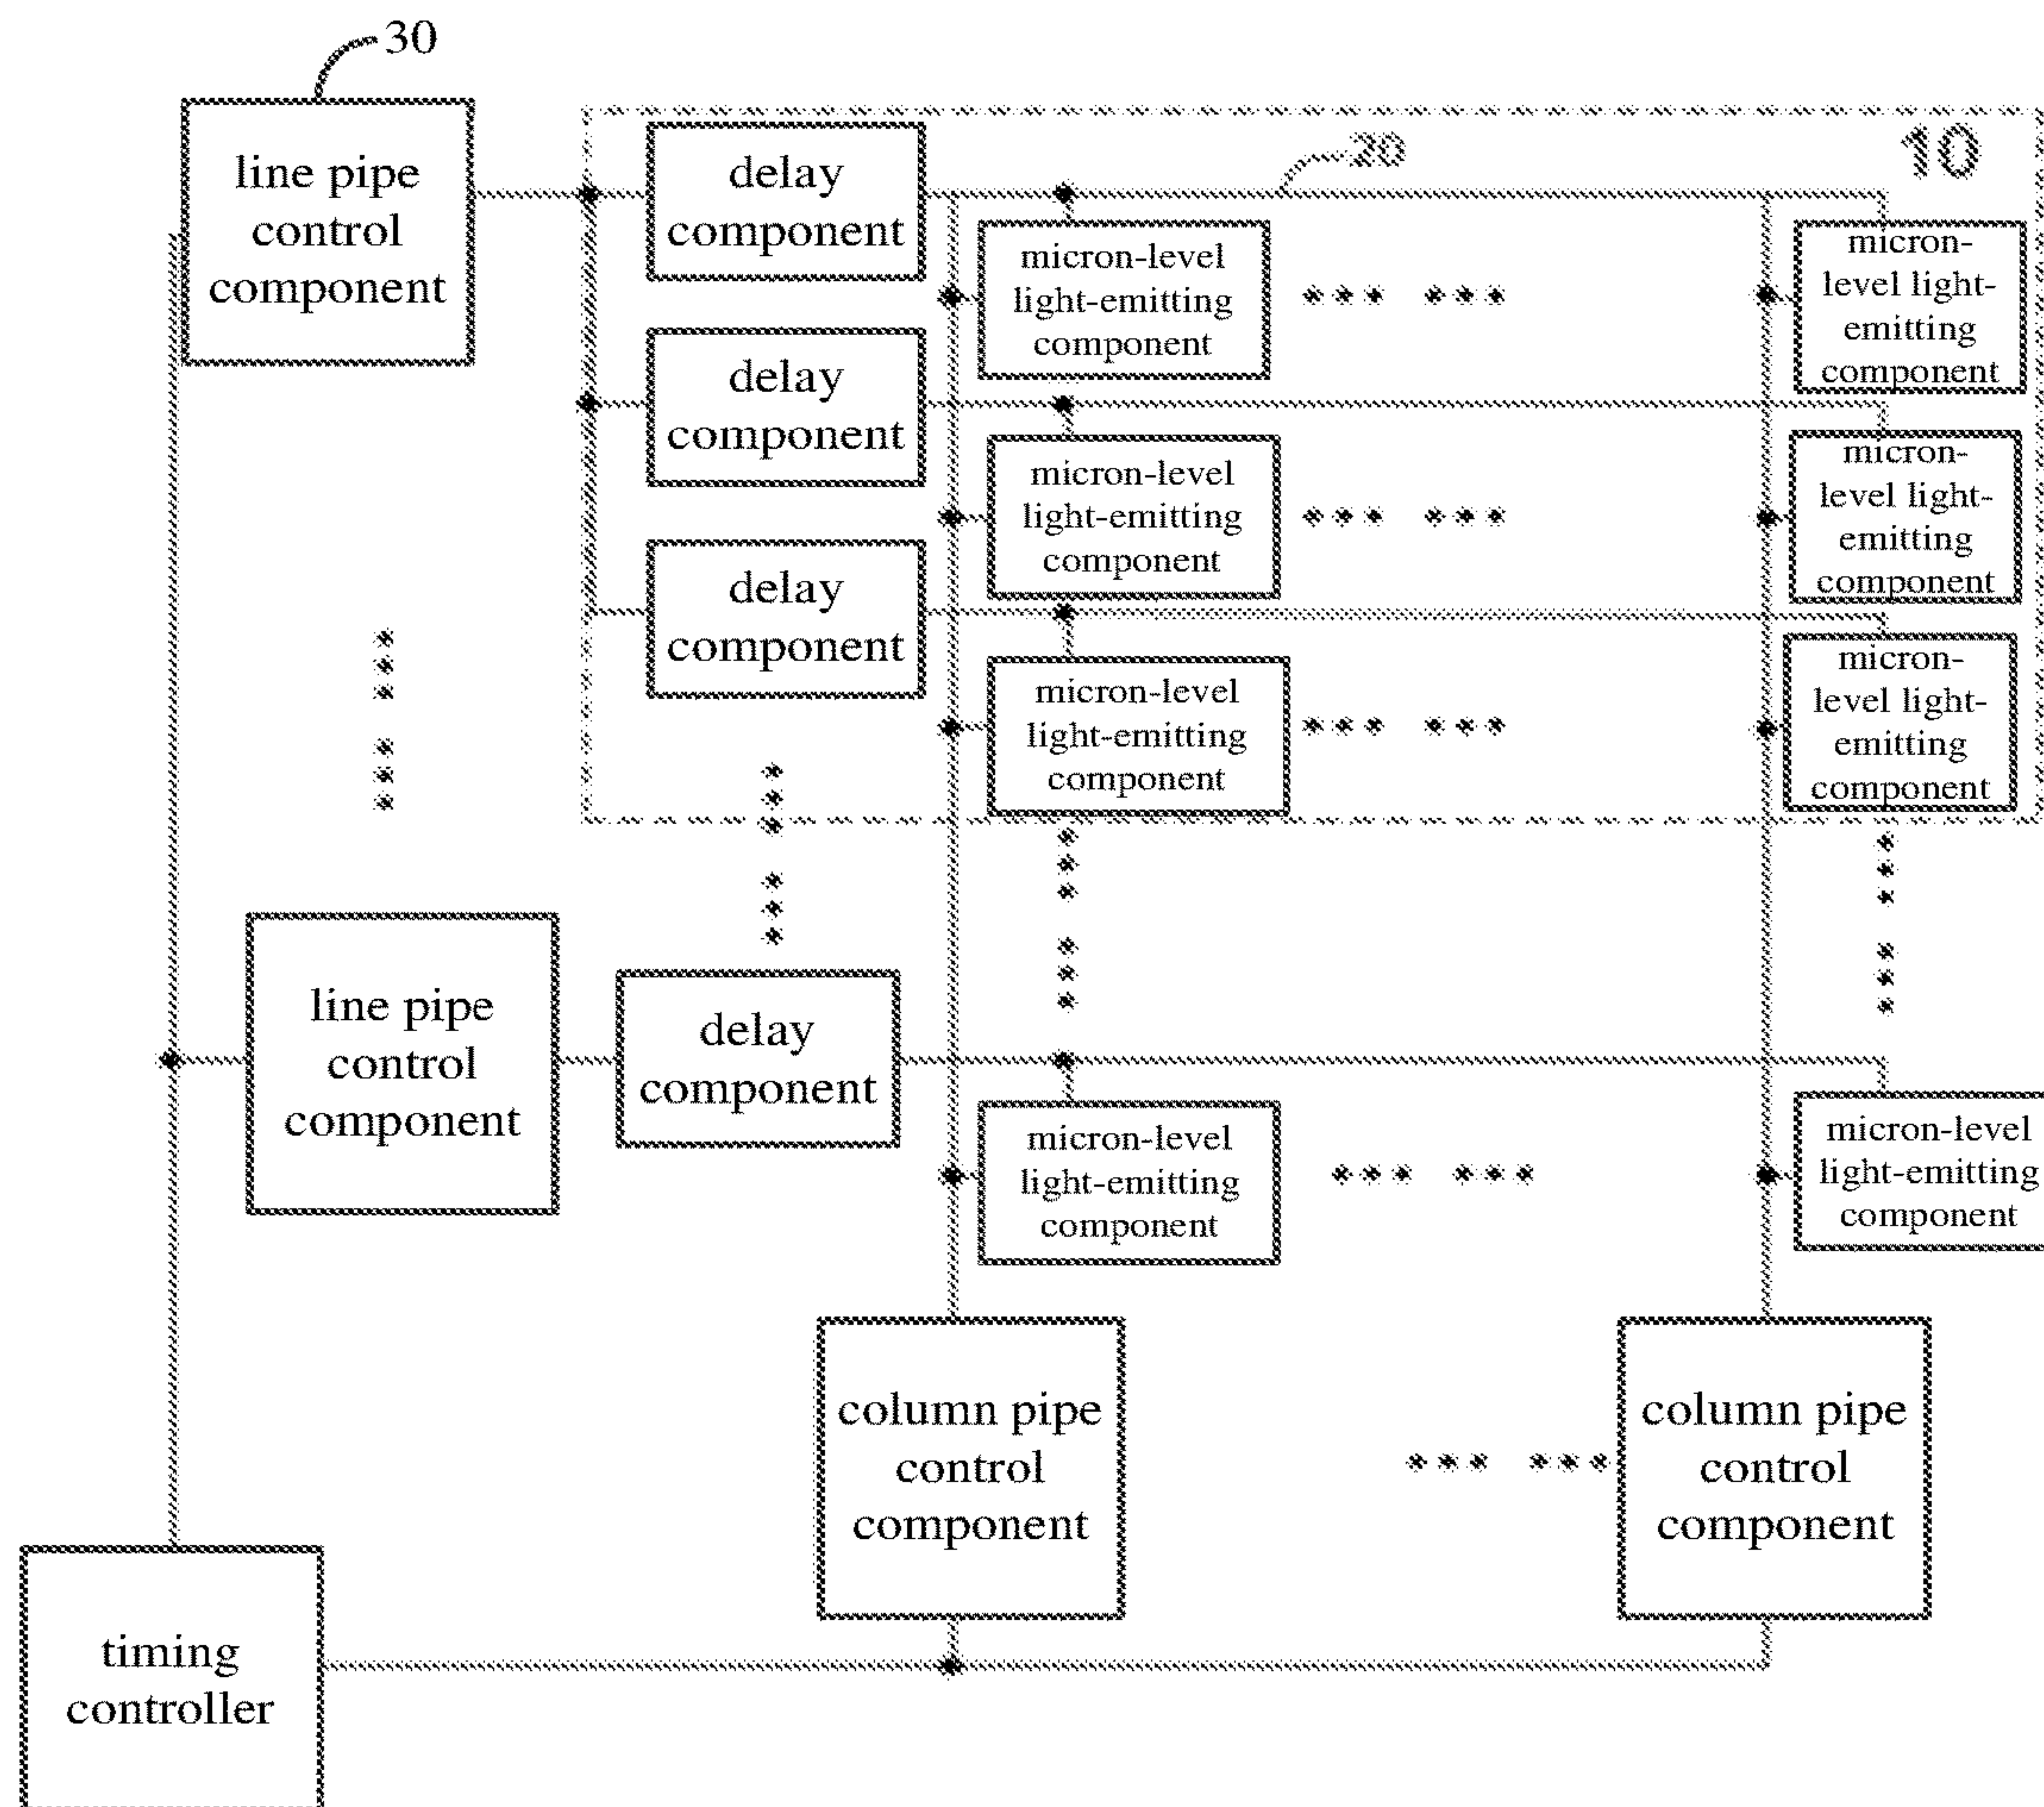 30
line pipe
control
component
delay
component
20
10
micron-level
light-emitting
component
micron-
level light-
emitting
component
delay
component
micron-level
light-emitting
component
micron-
level light-
emitting
component
delay
component
micron-level
light-emitting
component
micron-
level light-
emitting
component
line pipe
control
component
delay
component
micron-level
light-emitting
component
micron-level
light-emitting
component
column pipe
control
component
column pipe
control
component
timing
controller